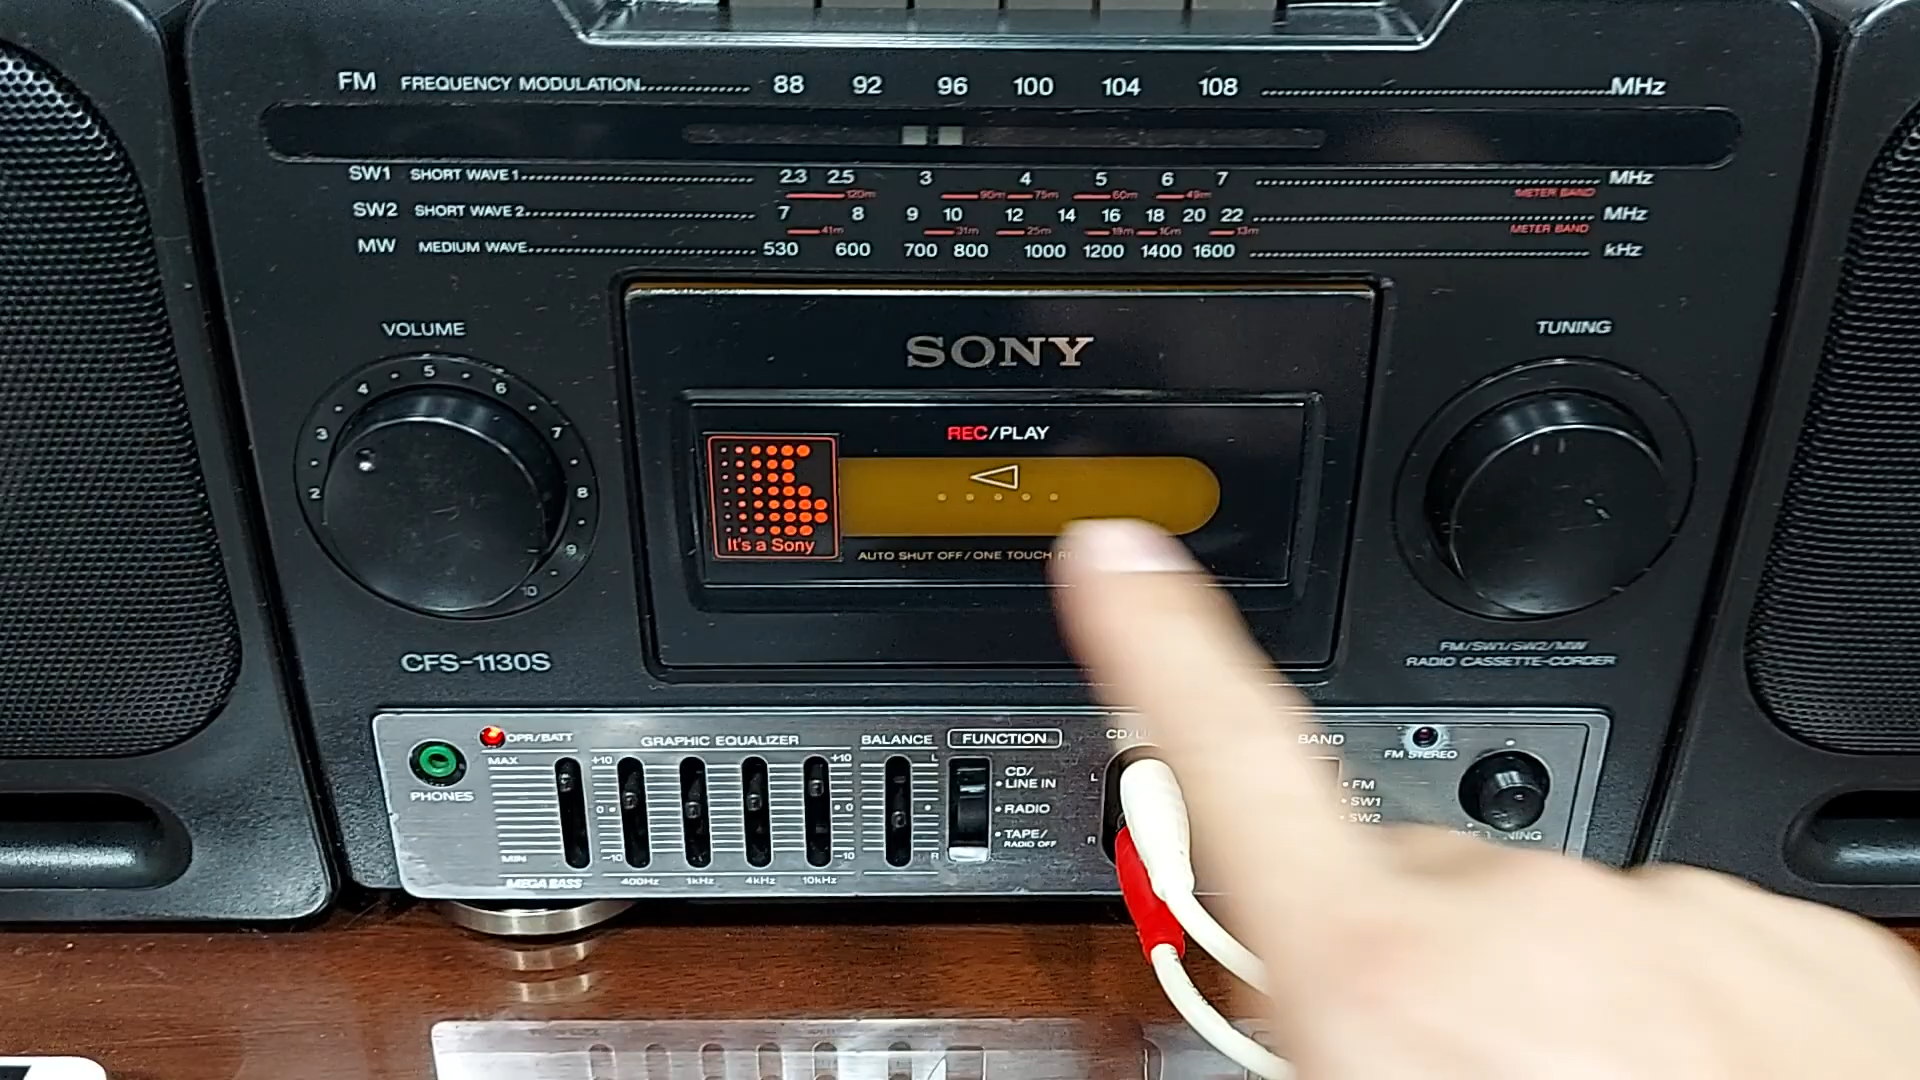 FM FREQUENCY MODULATION 88 92 96 100 104 108 MHz
SW1 SHORT WAVE 1 2.3 2.5 3 4 5 6 7 MHz
120m 90m 75m 60m 49m METER BAND
SW2 SHORT WAVE 2 7 8 9 10 12 14 16 18 20 22 MHz
41m 31m 25m 19m 16m 13m METER BAND
MW MEDIUM WAVE 530 600 700 800 1000 1200 1400 1600 kHz
VOLUME
2 3 4 5 6 7 8 9 10
SONY
TUNING
REC/PLAY
It's a Sony
AUTO SHUT OFF/ONE TOUCH
CFS-1130S
FM/SW1/SW2/MW
RADIO CASSETTE-CORDER
PHONES
OPR/BATT
MAX
MIN
MEGA BASS
GRAPHIC EQUALIZER
+10 +10
0 0
-10 -10
400Hz 1kHz 4kHz 10kHz
BALANCE
L
R
FUNCTION
CD/
LINE IN
RADIO
TAPE/
RADIO OFF
L
R
BAND
FM
SW1
SW2
FM STEREO